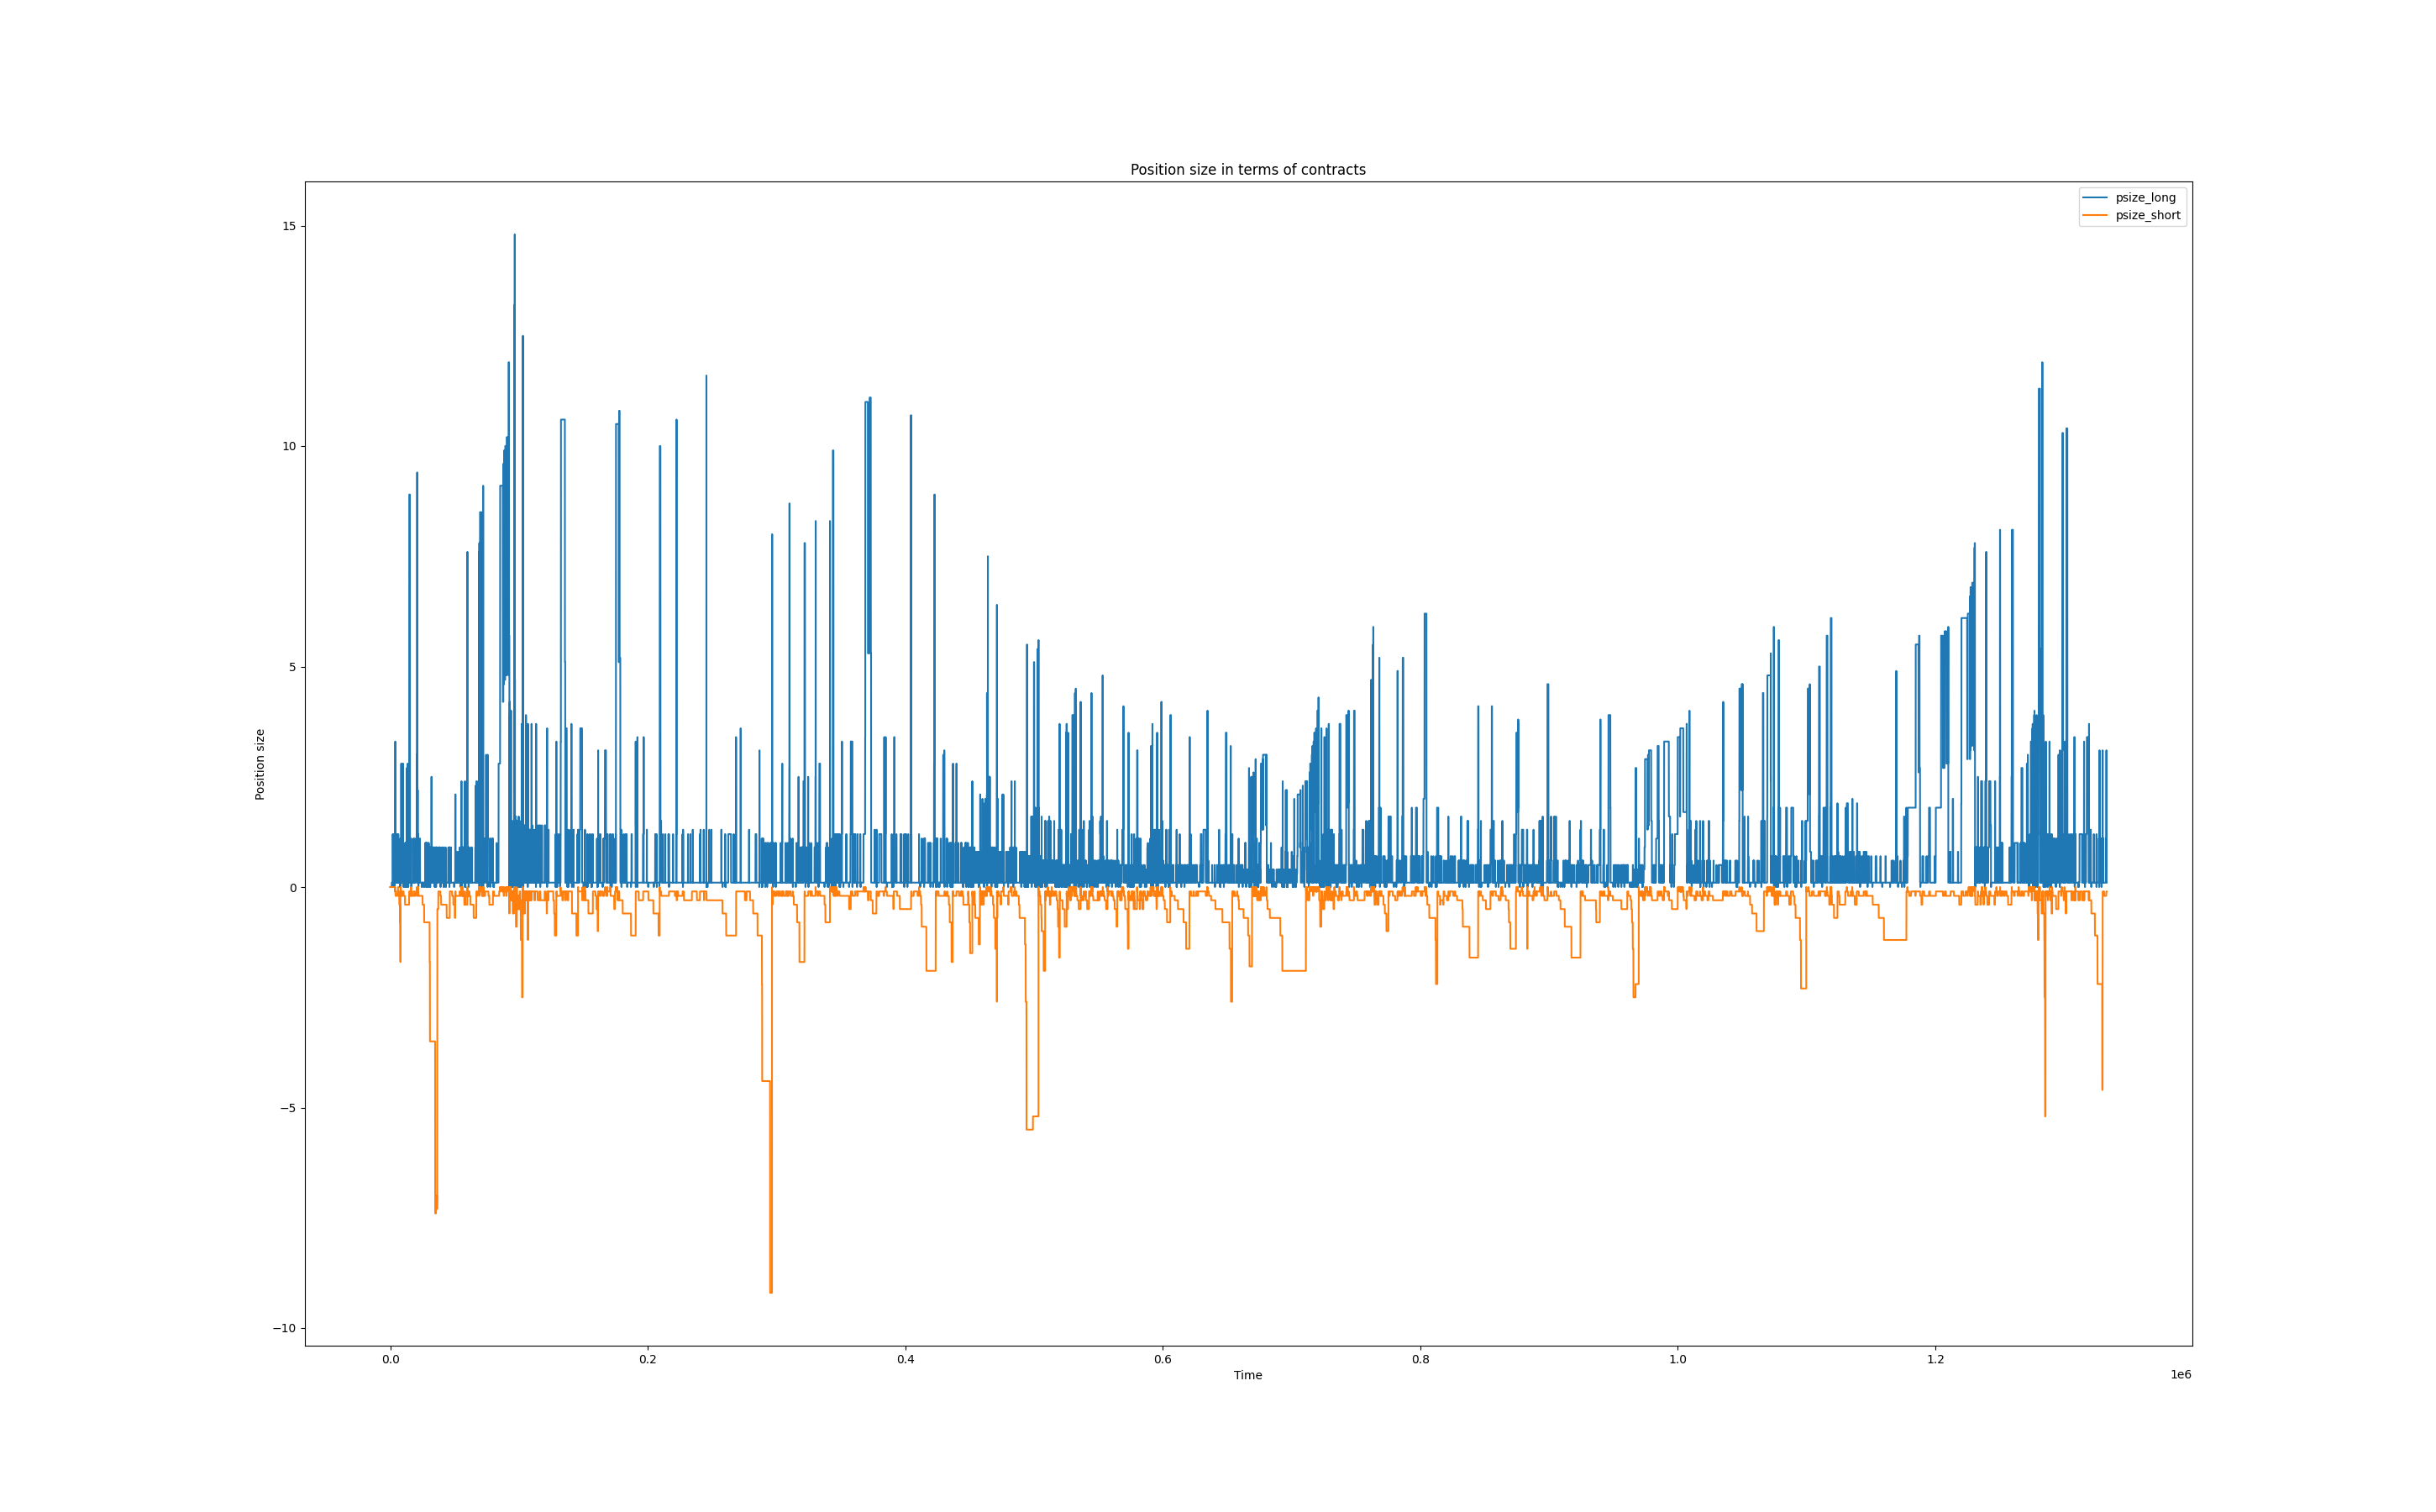 Position size in terms of contracts
psize_long
psize_short
15
10
5
0
−5
−10
Position size
0.0 0.2 0.4 0.6 0.8 1.0 1.2
Time
1e6